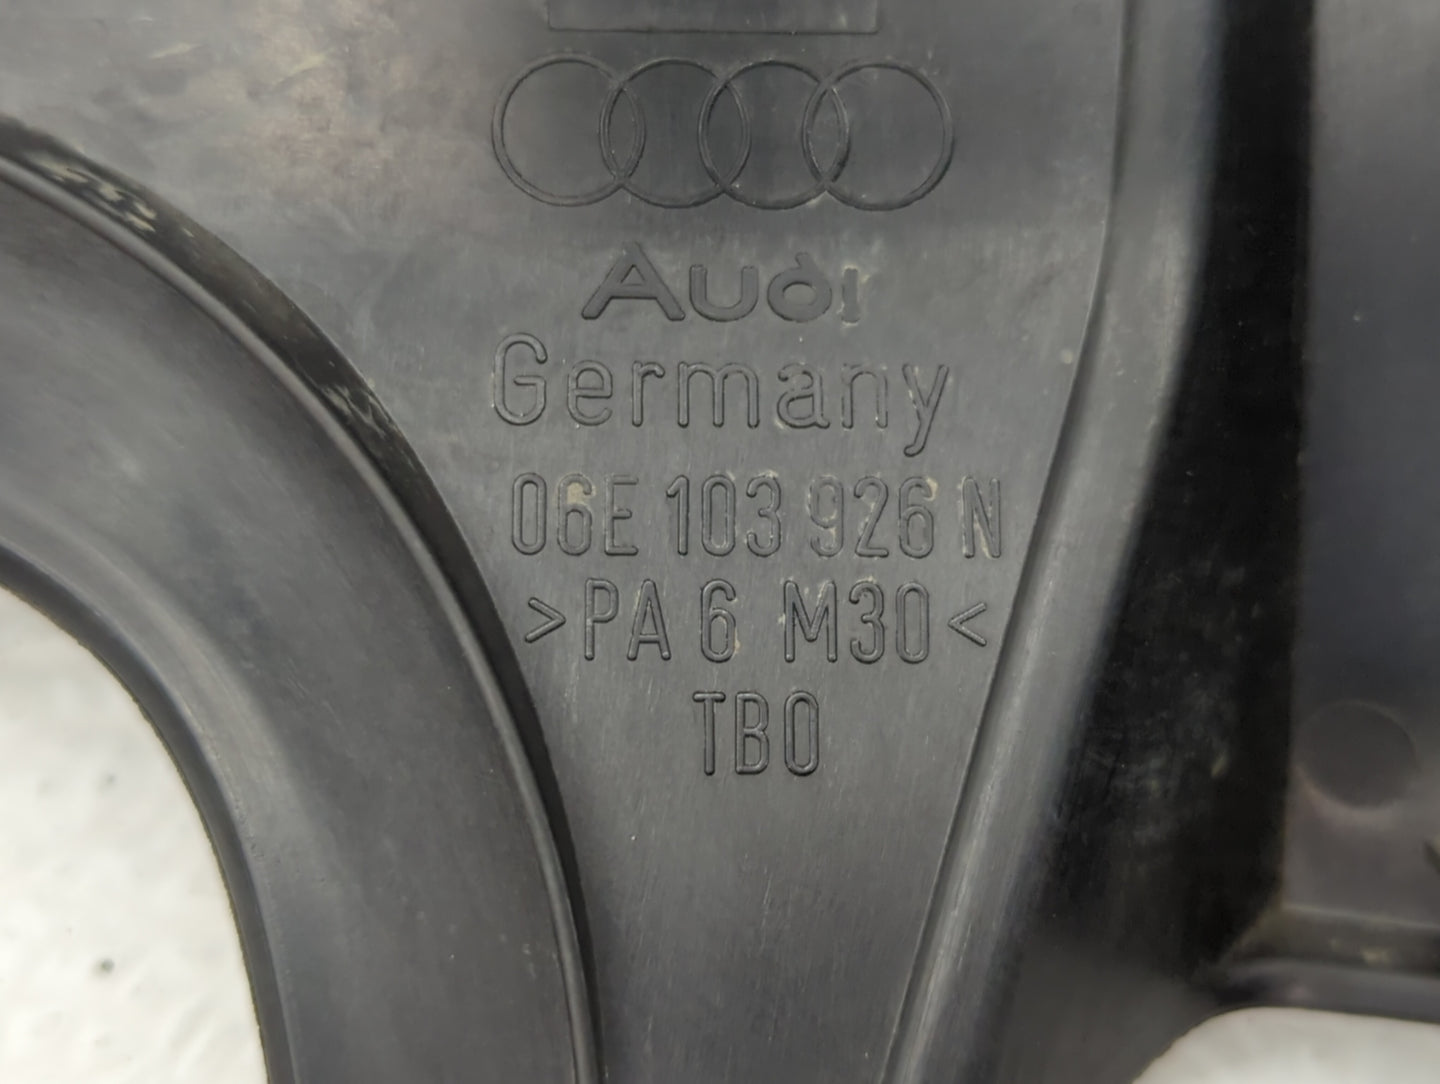 Audi
Germany
06E 103 926 N
>PA 6 M30<
TBO